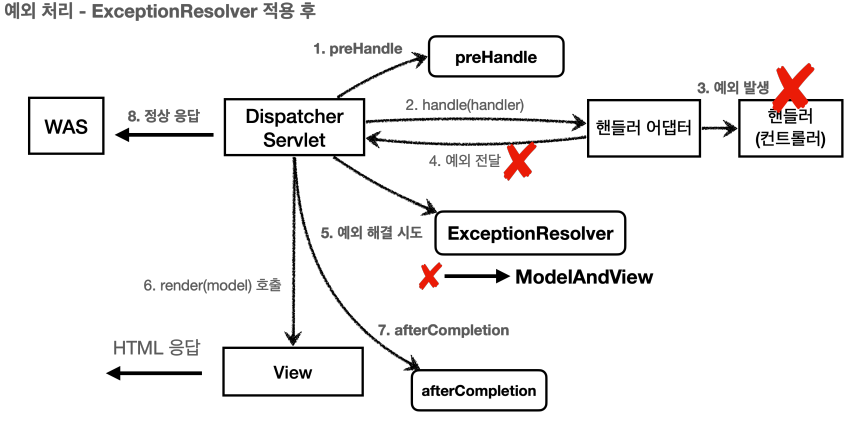 예외 처리 - ExceptionResolver 적용 후
1. preHandle
preHandle
WAS
8. 정상 응답
Dispatcher
Servlet
2. handle(handler)
4. 예외 전달
핸들러 어댑터
3. 예외 발생
핸들러
(컨트롤러)
5. 예외 해결 시도
ExceptionResolver
ModelAndView
6. render(model) 호출
7. afterCompletion
HTML 응답
View
afterCompletion